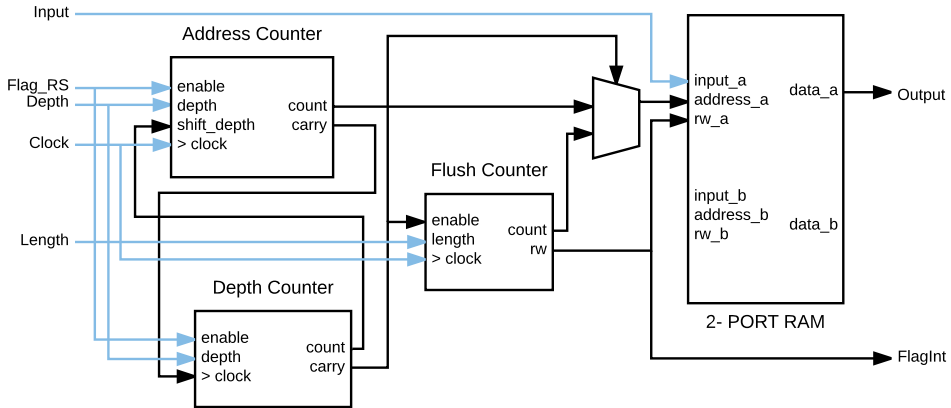 Input
Flag_RS
Depth
Clock
Length
Address Counter
enable
depth
shift_depth
> clock
count
carry
Flush Counter
enable
length
> clock
count
rw
Depth Counter
enable
depth
> clock
count
carry
input_a
address_a
rw_a
data_a
input_b
address_b
rw_b
data_b
2- PORT RAM
Output
FlagInt